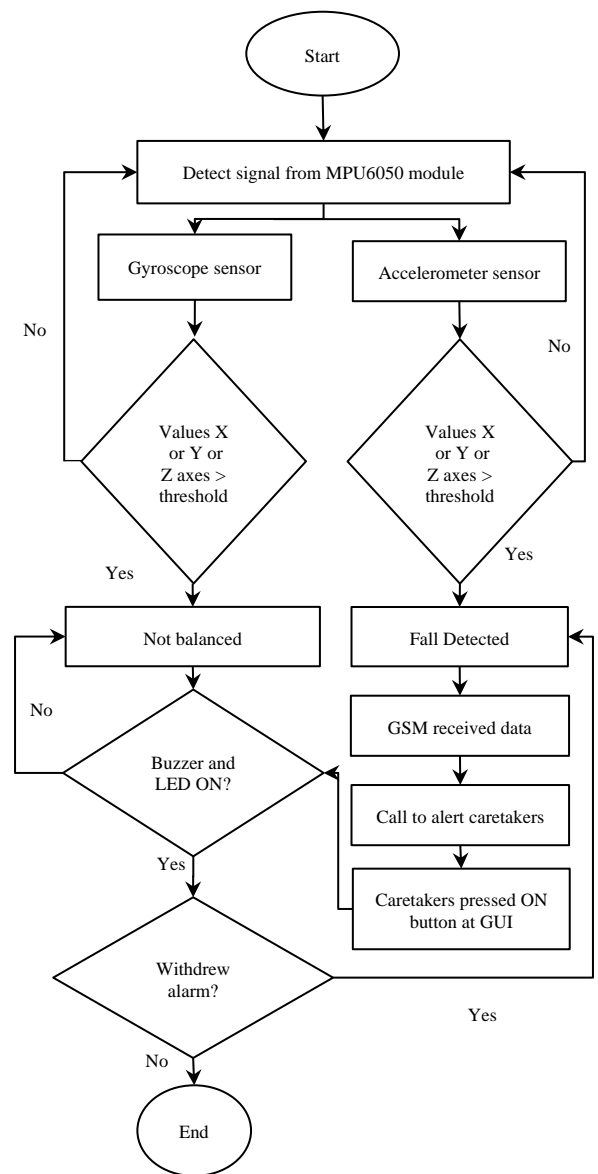 Start
Detect signal from MPU6050 module
Gyroscope sensor
Accelerometer sensor
No
No
Values X
or Y or
Z axes >
threshold
Values X
or Y or
Z axes >
threshold
Yes
Yes
Not balanced
Fall Detected
No
GSM received data
Buzzer and
LED ON?
Call to alert caretakers
Yes
Caretakers pressed ON
button at GUI
Withdrew
alarm?
Yes
No
End